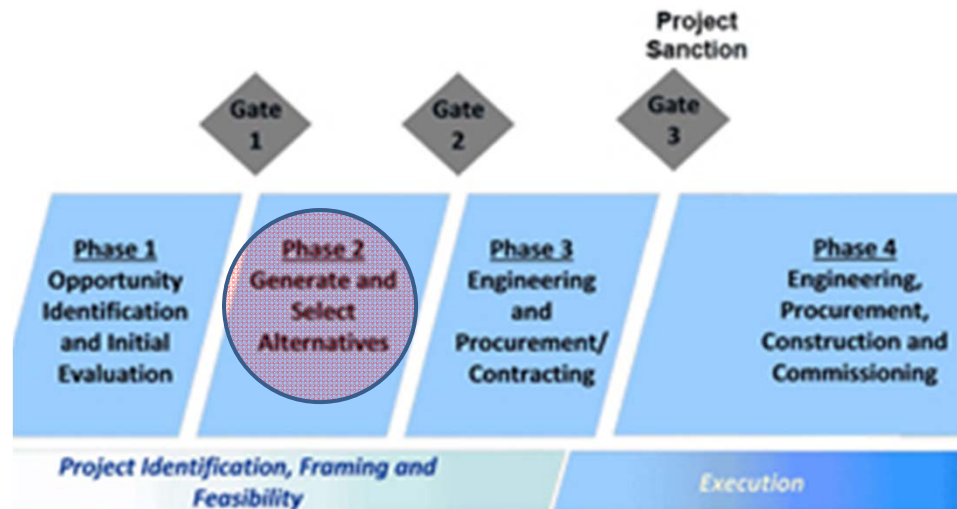 Project
Sanction
Gate
1
Gate
2
Gate
3
Phase 1
Opportunity
Identification
and Initial
Evaluation
Phase 2
Generate and
Select
Alternatives
Phase 3
Engineering
and
Procurement/
Contracting
Phase 4
Engineering,
Procurement,
Construction and
Commissioning
Project Identification, Framing and
Feasibility
Execution